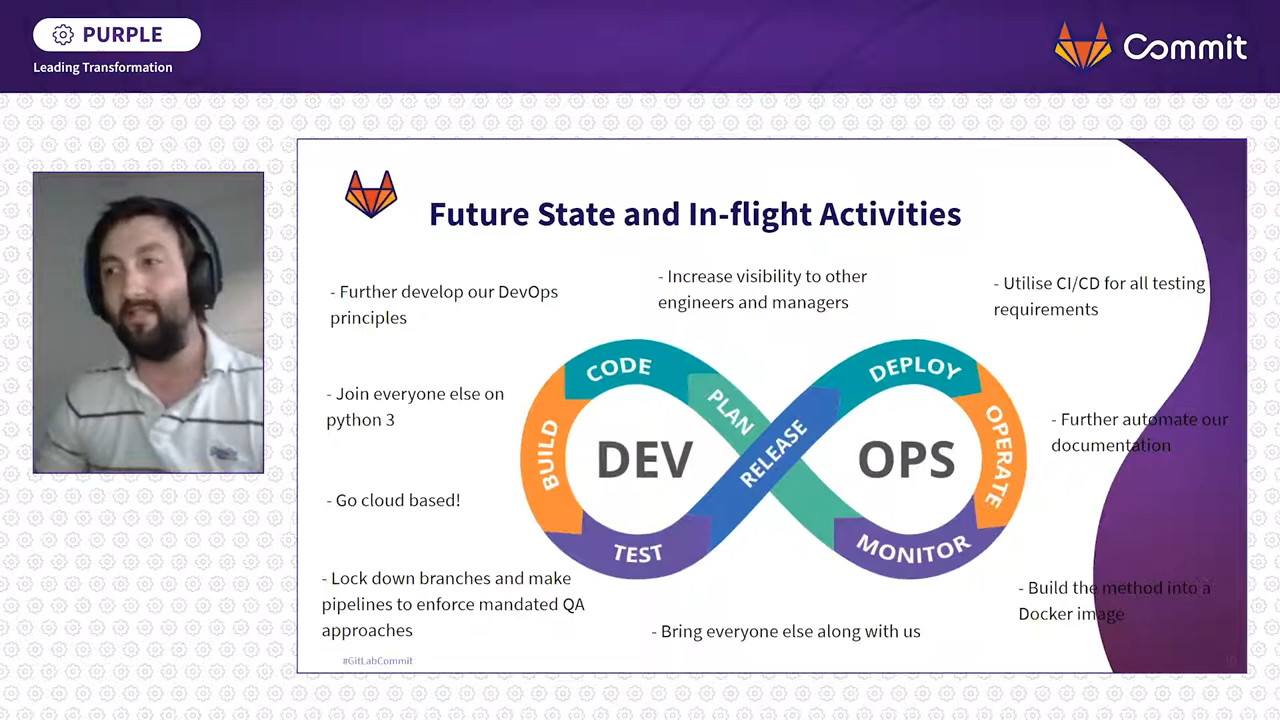 PURPLE
Leading Transformation
Commit
Future State and In-flight Activities
- Further develop our DevOps
principles
- Increase visibility to other
engineers and managers
- Utilise CI/CD for all testing
requirements
- Join everyone else on
python 3
- Further automate our
documentation
- Go cloud based!
CODE
PLAN
BUILD
DEV
TEST
RELEASE
DEPLOY
OPS
OPERATE
MONITOR
- Lock down branches and make
pipelines to enforce mandated QA
approaches
- Bring everyone else along with us
- Build the method into a
Docker image
#GitLabCommit
10